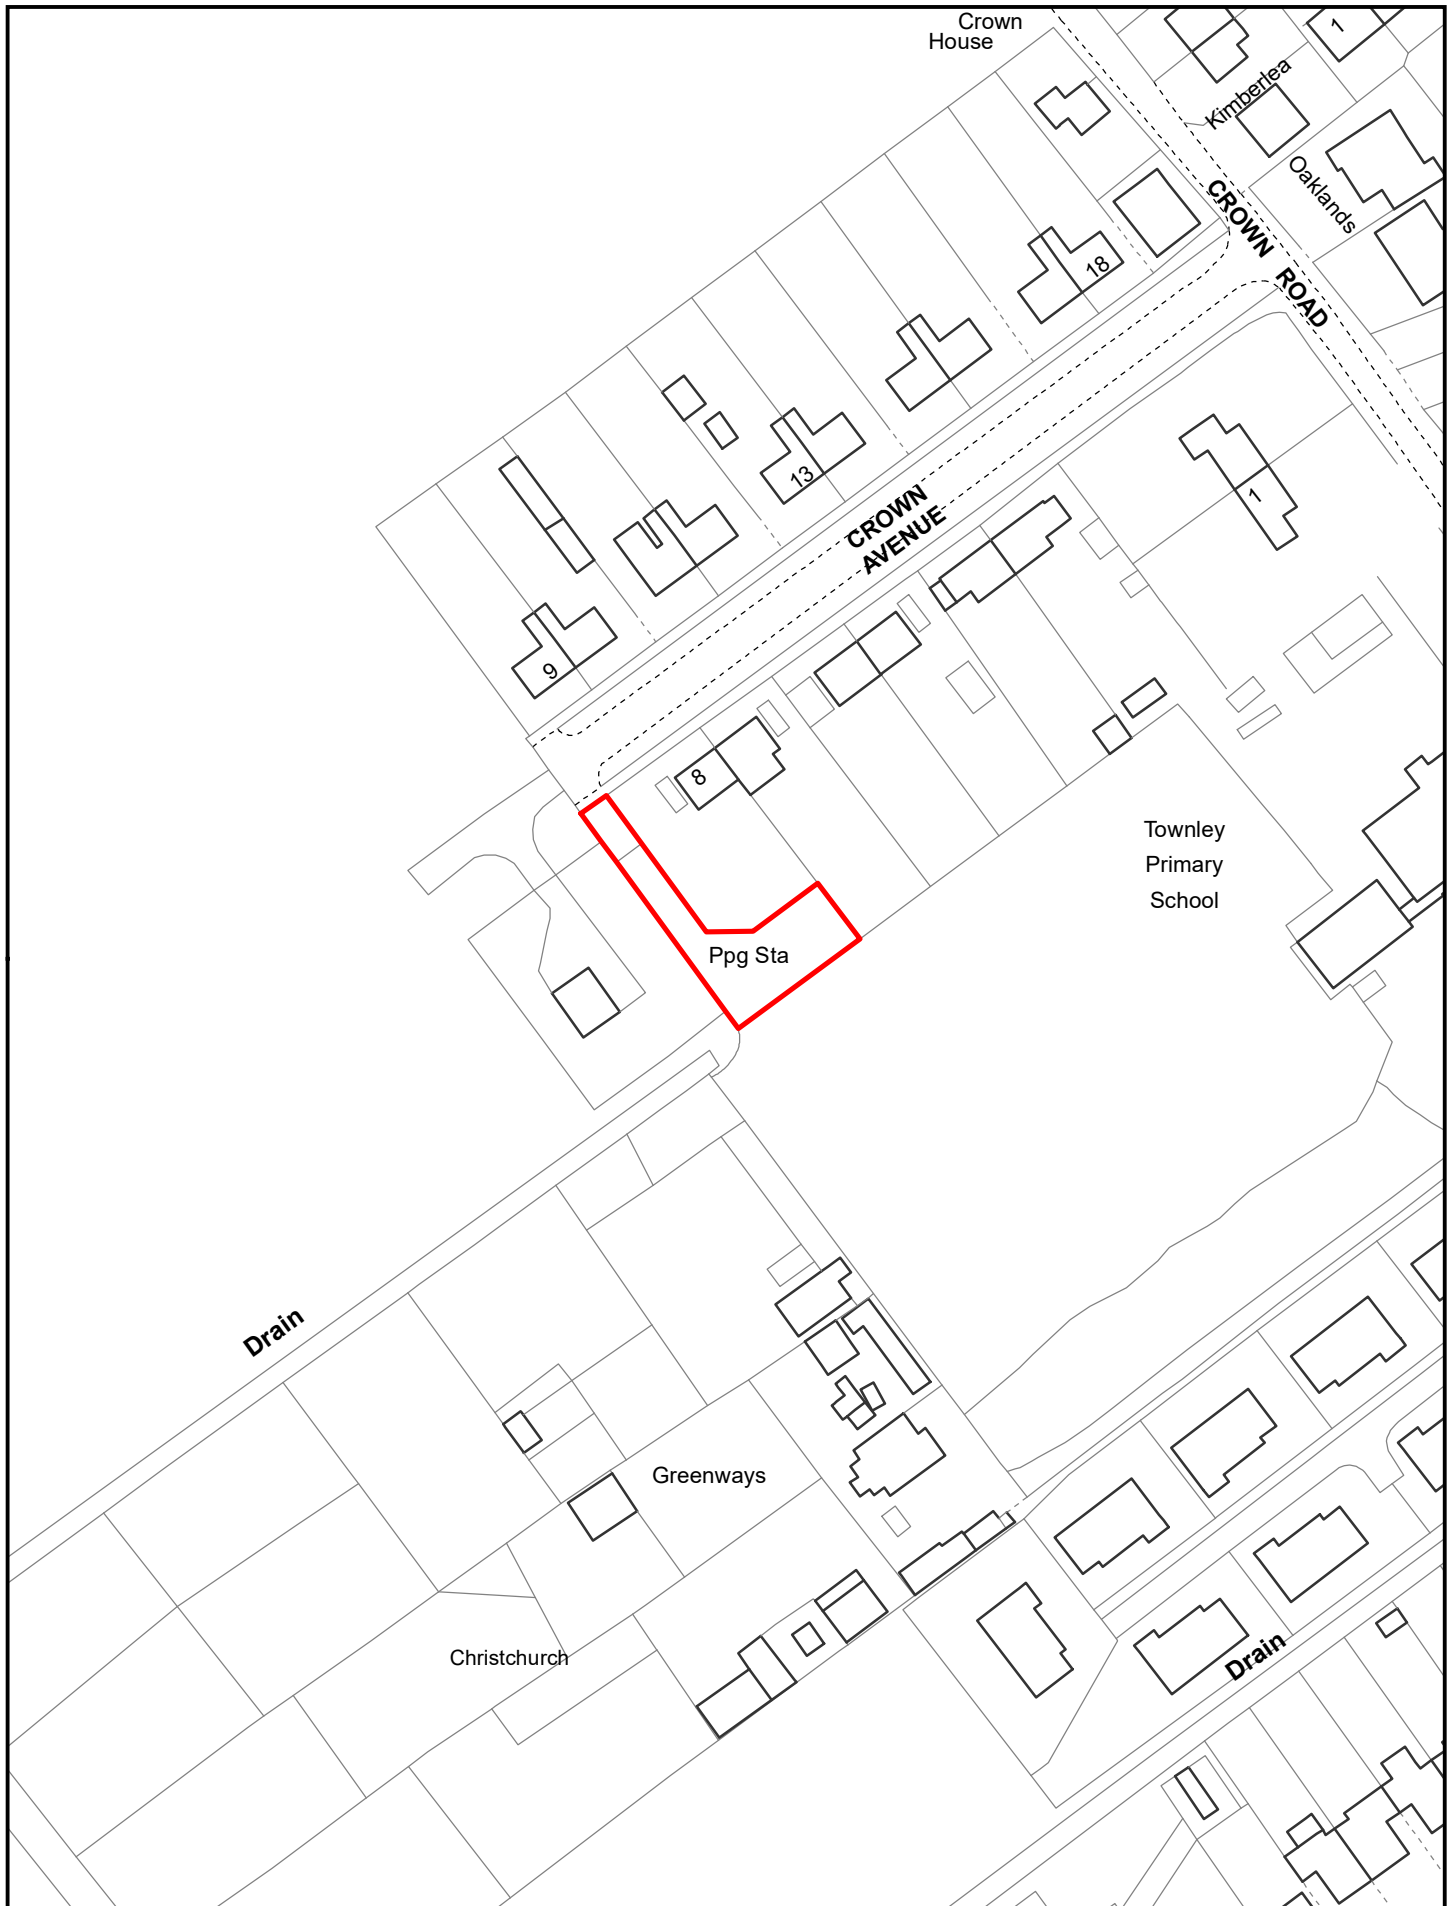 Crown
House
1
Kimberlea
Oaklands
CROWN ROAD
18
13
CROWN
AVENUE
1
9
8
Townley
Primary
School
Ppg Sta
Drain
Greenways
Christchurch
Drain